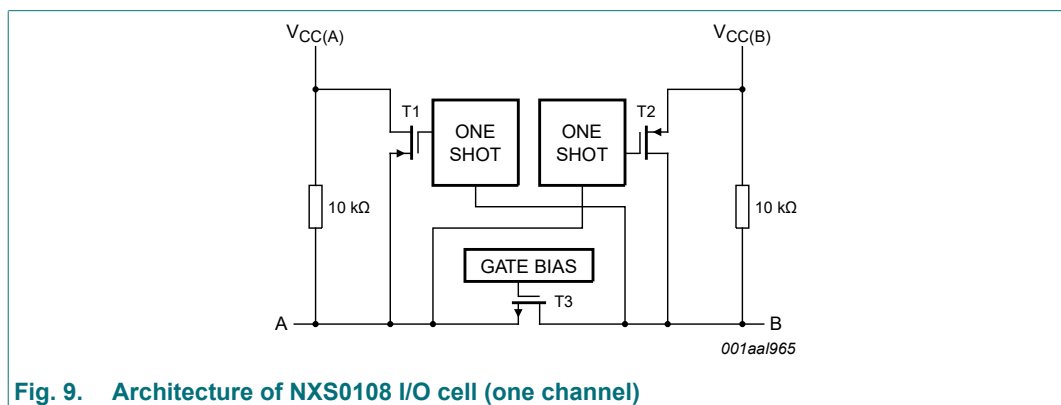 VCC(A)
VCC(B)
T1
ONE
SHOT
ONE
SHOT
T2
10 kΩ
10 kΩ
GATE BIAS
T3
A
B
001aal965
Fig. 9. Architecture of NXS0108 I/O cell (one channel)